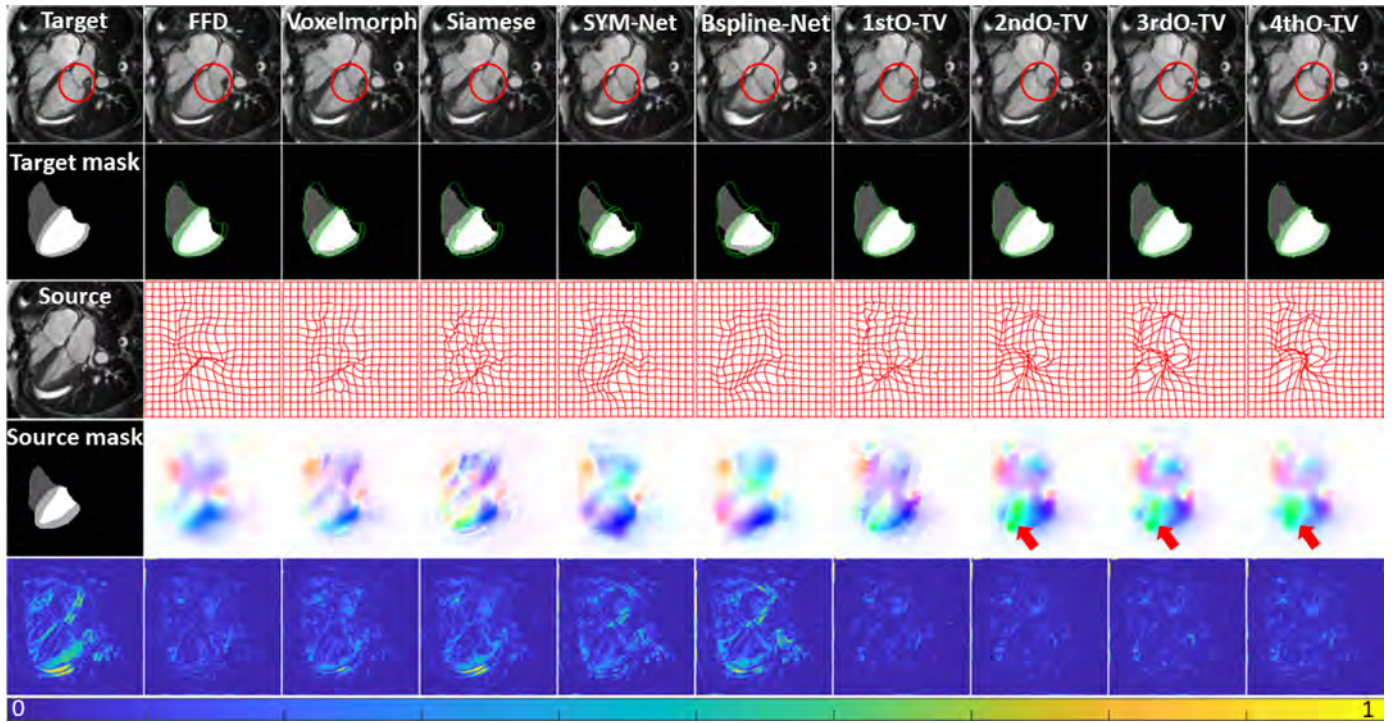 Target FFD Voxelmorph Siamese SYM-Net Bspline-Net 1stO-TV 2ndO-TV 3rdO-TV 4thO-TV
Target mask
Source
Source mask
0 1